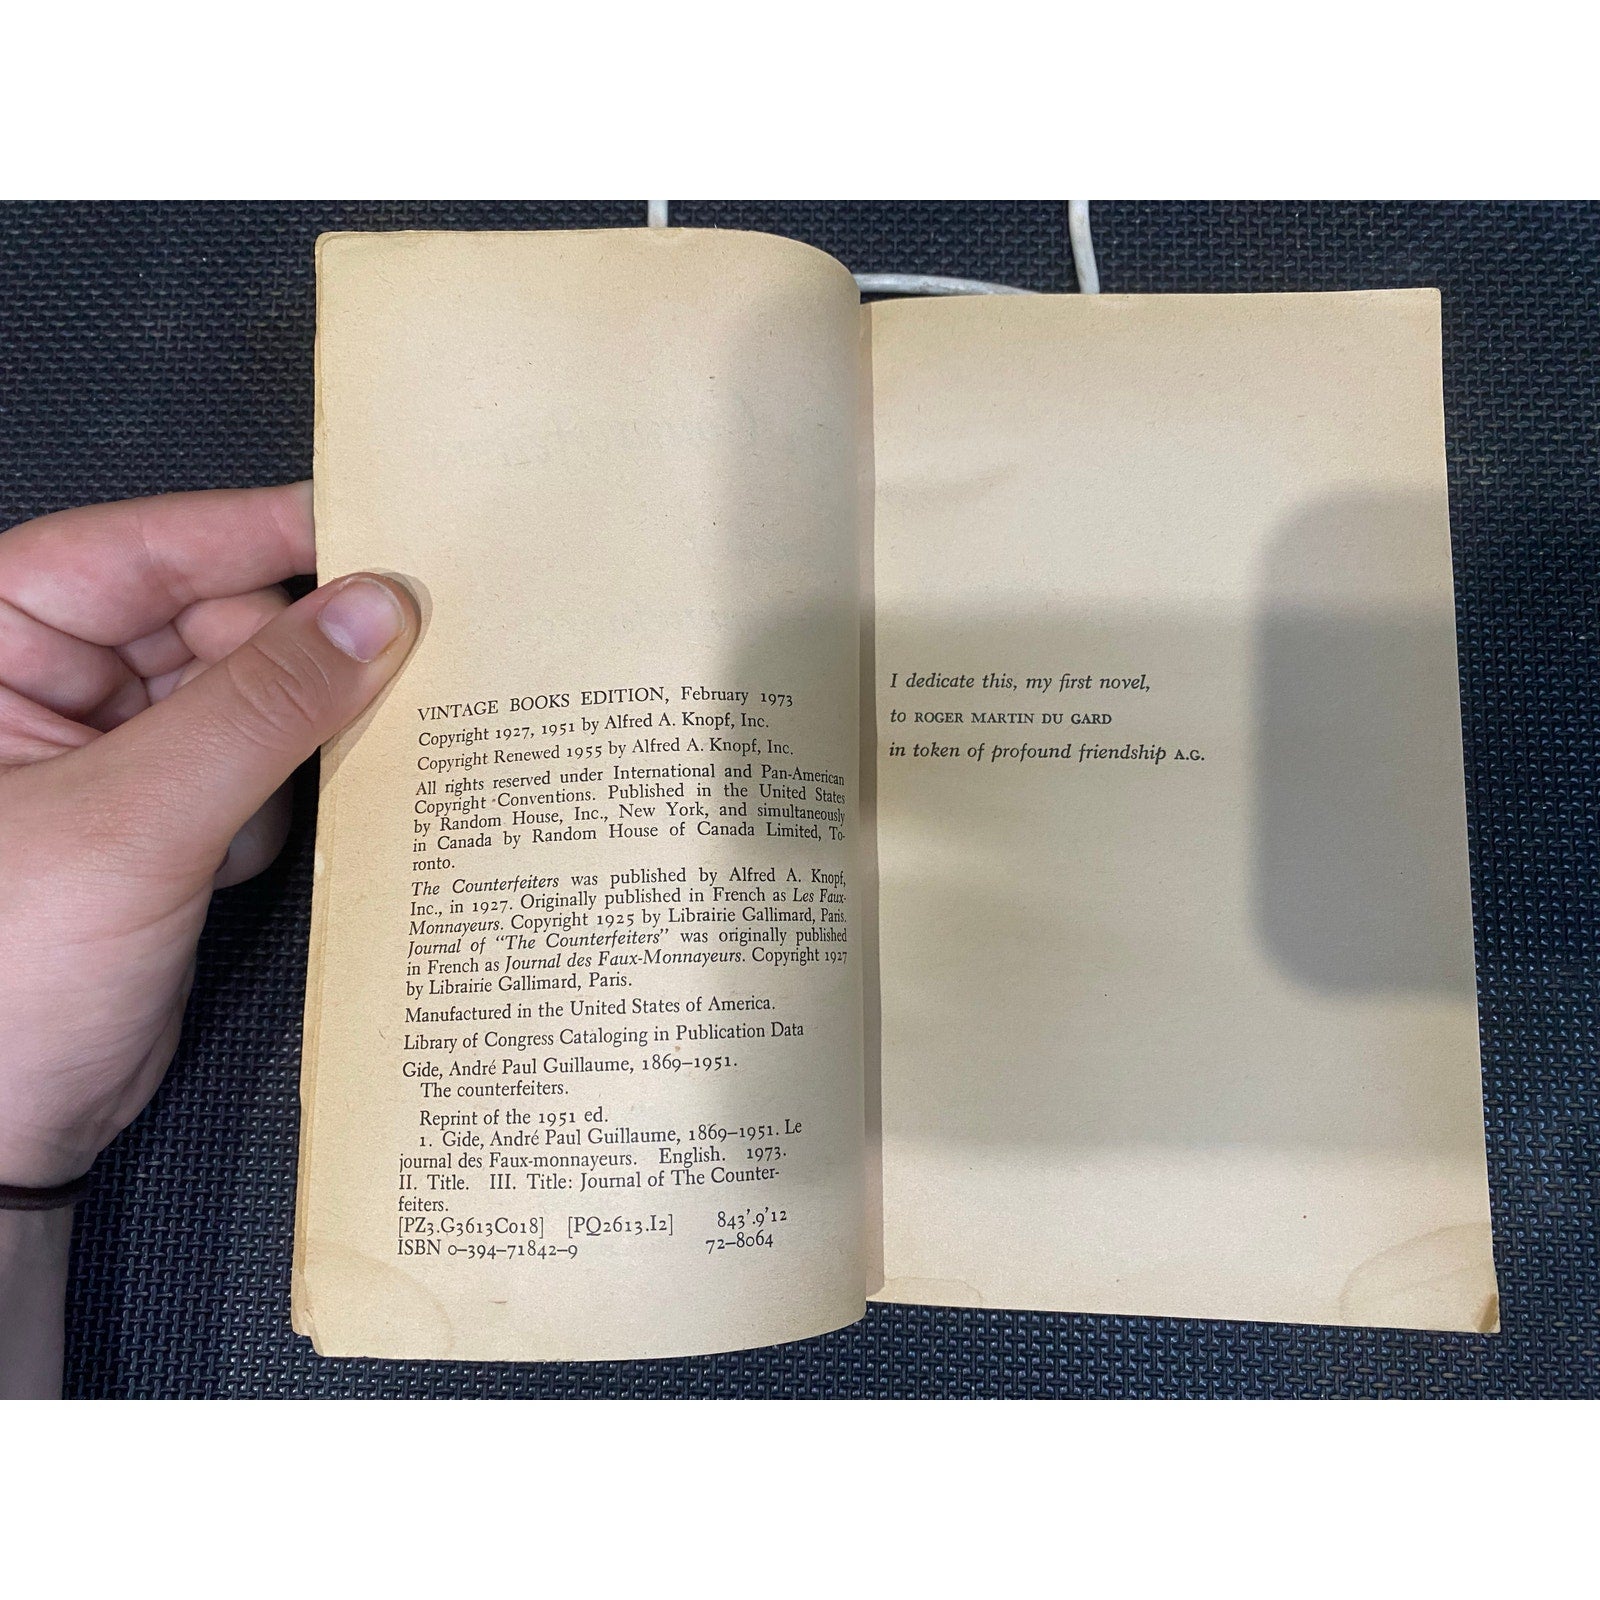 VINTAGE BOOKS EDITION, February 1973
Copyright 1927, 1951 by Alfred A. Knopf, Inc.
Copyright Renewed 1955 by Alfred A. Knopf, Inc.
All rights reserved under International and Pan-American
Copyright Conventions. Published in the United States
by Random House, Inc., New York, and simultaneously
in Canada by Random House of Canada Limited, To-
ronto.
The Counterfeiters was published by Alfred A. Knopf,
Inc., in 1927. Originally published in French as Les Faux-
Monnayeurs. Copyright 1925 by Librairie Gallimard, Paris.
Journal of “The Counterfeiters” was originally published
in French as Journal des Faux-Monnayeurs. Copyright 1927
by Librairie Gallimard, Paris.
Manufactured in the United States of America.
Library of Congress Cataloging in Publication Data
Gide, André Paul Guillaume, 1869–1951.
The counterfeiters.
Reprint of the 1951 ed.
1. Gide, André Paul Guillaume, 1869–1951. Le
journal des Faux-monnayeurs. English. 1973.
II. Title. III. Title: Journal of The Counter-
feiters.
[PZ3.G3613Co18] [PQ2613.I2] 843'.9'12
ISBN 0–394–71842–9 72–8064
I dedicate this, my first novel,
to ROGER MARTIN DU GARD
in token of profound friendship A.G.